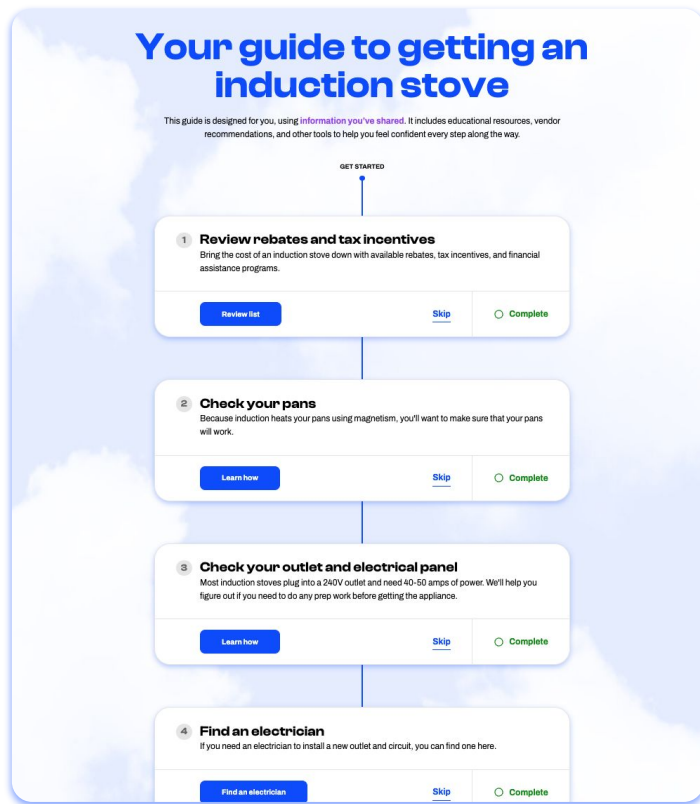 Your guide to getting an
induction stove
This guide is designed for you, using information you've shared. It includes educational resources, vendor
recommendations, and other tools to help you feel confident every step along the way.
GET STARTED
1
Review rebates and tax incentives
Bring the cost of an induction stove down with available rebates, tax incentives, and financial
assistance programs.
Review list
Skip
Complete
2
Check your pans
Because induction heats your pans using magnetism, you'll want to make sure that your pans
will work.
Learn how
Skip
Complete
3
Check your outlet and electrical panel
Most induction stoves plug into a 240V outlet and need 40-50 amps of power. We'll help you
figure out if you need to do any prep work before getting the appliance.
Learn how
Skip
Complete
4
Find an electrician
If you need an electrician to install a new outlet and circuit, you can find one here.
Find an electrician
Skip
Complete